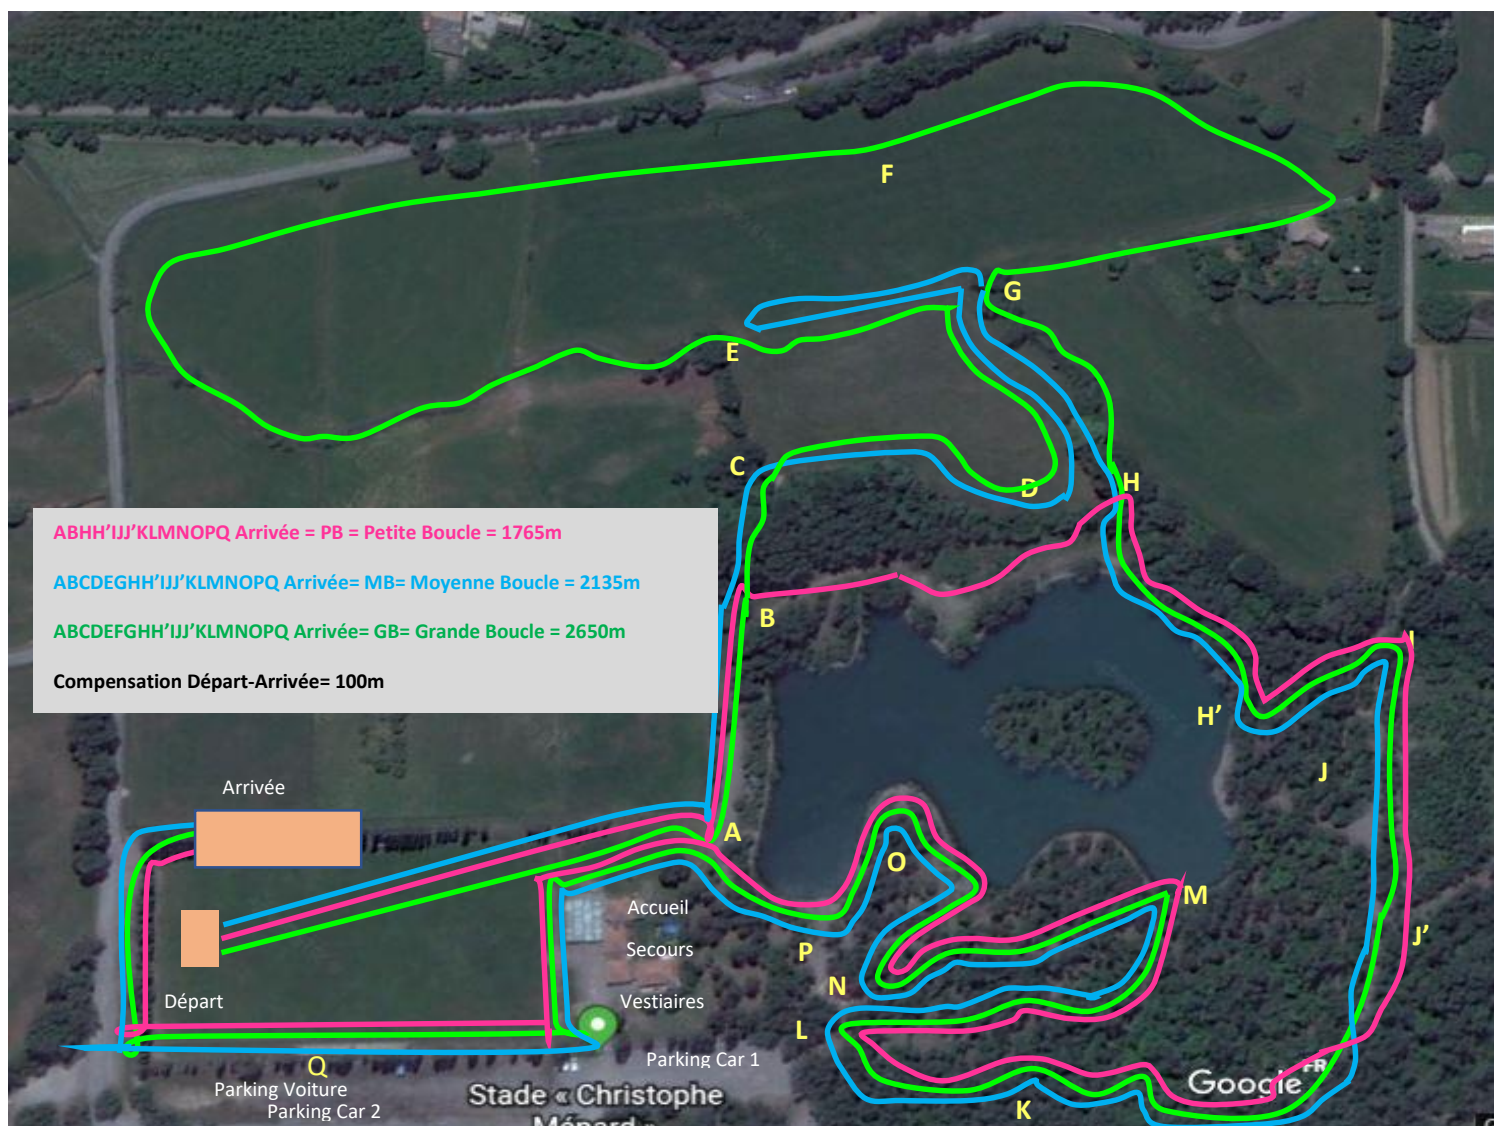 F
G
E
C
D
H
ABHH'IJJ'KLMNOPQ Arrivée = PB = Petite Boucle = 1765m
ABCDEGHH'IJJ'KLMNOPQ Arrivée= MB= Moyenne Boucle = 2135m
ABCDEFGHH'IJJ'KLMNOPQ Arrivée= GB= Grande Boucle = 2650m
Compensation Départ-Arrivée= 100m
B
I
H'
J
Arrivée
A
O
M
Accueil
J'
Secours
P
N
Départ
Vestiaires
L
Parking Car 1
Q
FR
Google
Parking Voiture
Stade « Christophe
Parking Car 2
K
Ménard »